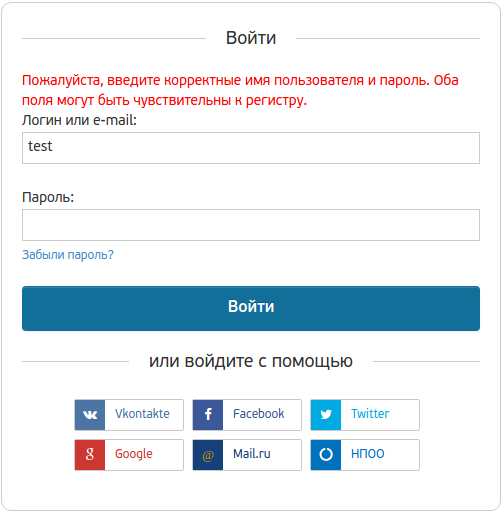 Войти
Пожалуйста, введите корректные имя пользователя и пароль. Оба
поля могут быть чувствительны к регистру.
Логин или e-mail:
test
Пароль:
Забыли пароль?
Войти
или войдите с помощью
Vkontakte Facebook Twitter
Google Mail.ru НПОО